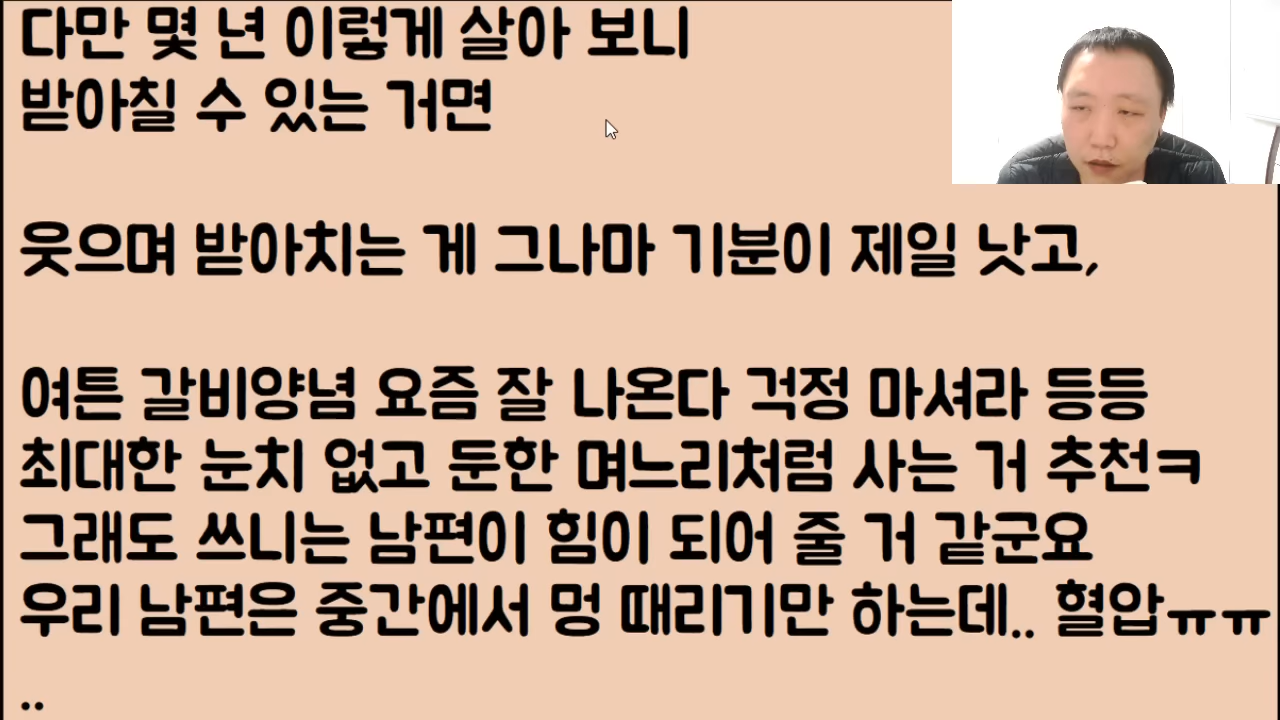 다만 몇 년 이렇게 살아 보니
받아칠 수 있는 거면
웃으며 받아치는 게 그나마 기분이 제일 낫고,
여튼 갈비양념 요즘 잘 나온다 걱정 마셔라 등등
최대한 눈치 없고 둔한 며느리처럼 사는 거 추천ㅋ
그래도 쓰니는 남편이 힘이 되어 줄 거 같군요
우리 남편은 중간에서 멍 때리기만 하는데.. 혈압ㅠㅠ
..